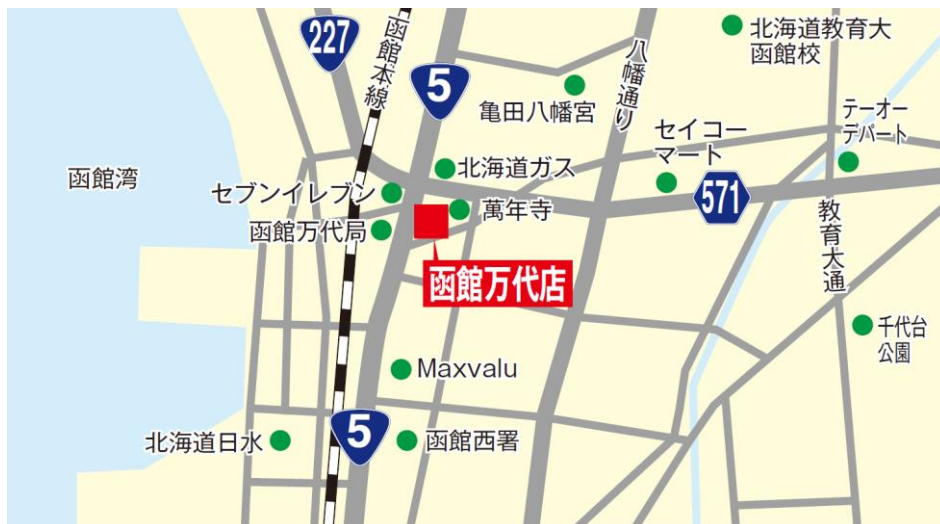 227
函館本線
5
八幡通り
北海道教育大
函館校
亀田八幡宮
テーオー
デパート
セイコー
マート
函館湾
北海道ガス
セブンイレブン
571
萬年寺
函館万代局
教育大通
函館万代店
千代台
公園
Maxvalu
5
北海道日水
函館西署